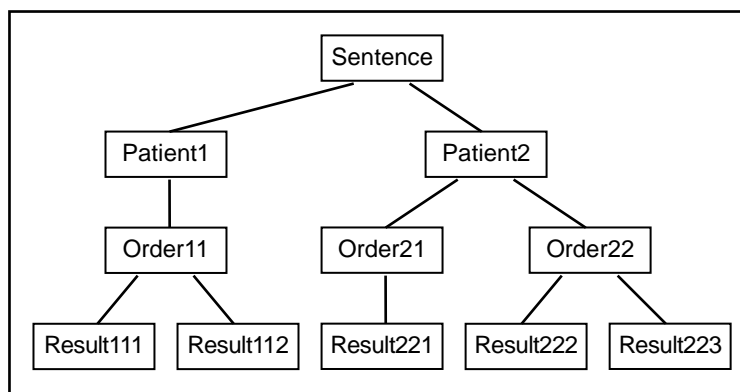 Sentence
Patient1 Patient2
Order11 Order21 Order22
Result111 Result112 Result221 Result222 Result223